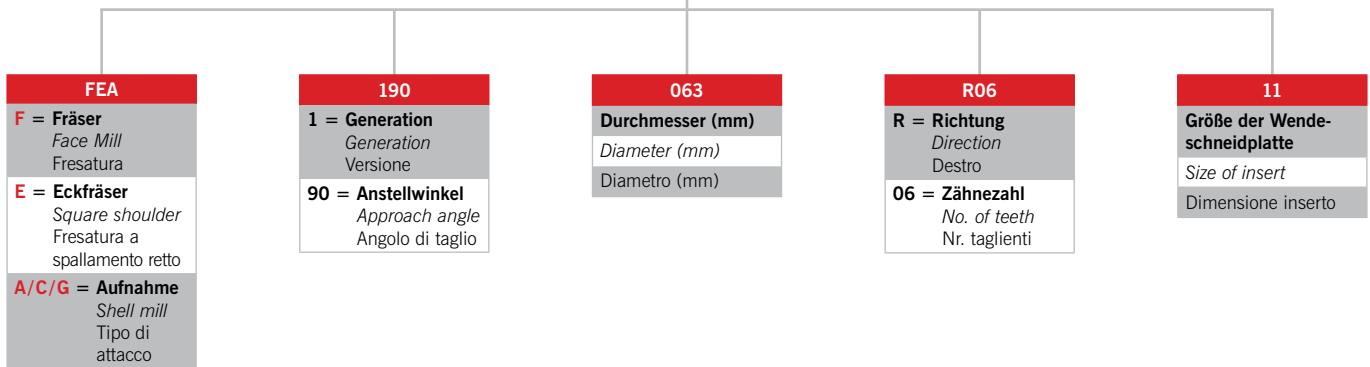 FEA
F = Fräser
Face Mill
Fresatura
E = Eckfräser
Square shoulder
Fresatura a
spallamento retto
A/C/G = Aufnahme
Shell mill
Tipo di
attacco
190
1 = Generation
Generation
Versione
90 = Anstellwinkel
Approach angle
Angolo di taglio
063
Durchmesser (mm)
Diameter (mm)
Diametro (mm)
R06
R = Richtung
Direction
Destro
06 = Zähnezahl
No. of teeth
Nr. taglienti
11
Größe der Wende-
schneidplatte
Size of insert
Dimensione inserto